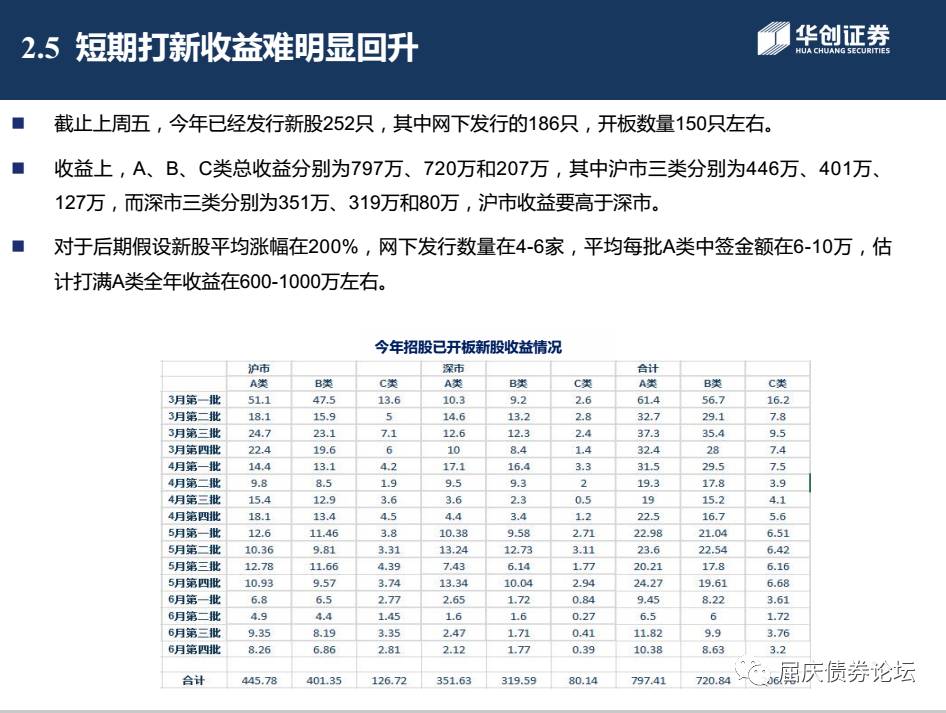 2.5 短期打新收益难明显回升
华创证券
HUA CHUANG SECURITIES
■ 截止上周五，今年已经发行新股252只，其中网下发行的186只，开板数量150只左右。
■ 收益上，A、B、C类总收益分别为797万、720万和207万，其中沪市三类分别为446万、401万、
127万，而深市三类分别为351万、319万和80万，沪市收益要高于深市。
■ 对于后期假设新股平均涨幅在200%，网下发行数量在4-6家，平均每批A类中签金额在6-10万，估
计打满A类全年收益在600-1000万左右。
今年招股已开板新股收益情况
沪市 深市 合计
A类 B类 C类 A类 B类 C类 A类 B类 C类
3月第一批 51.1 47.5 13.6 10.3 9.2 2.6 61.4 56.7 16.2
3月第二批 18.1 15.9 5 14.6 13.2 2.8 32.7 29.1 7.8
3月第三批 24.7 23.1 7.1 12.6 12.3 2.4 37.3 35.4 9.5
3月第四批 22.4 19.6 6 10 8.4 1.4 32.4 28 7.4
4月第一批 14.4 13.1 4.2 17.1 16.4 3.3 31.5 29.5 7.5
4月第二批 9.8 8.5 1.9 9.5 9.3 2 19.3 17.8 3.9
4月第三批 15.4 12.9 3.6 3.6 2.3 0.5 19 15.2 4.1
4月第四批 18.1 13.4 4.5 4.4 3.4 1.2 22.5 16.7 5.6
5月第一批 12.6 11.46 3.8 10.38 9.58 2.71 22.98 21.04 6.51
5月第二批 10.36 9.81 3.31 13.24 12.73 3.11 23.6 22.54 6.42
5月第三批 12.78 11.66 4.39 7.43 6.14 1.77 20.21 17.8 6.16
5月第四批 10.93 9.57 3.74 13.34 10.04 2.94 24.27 19.61 6.68
6月第一批 6.8 6.5 2.77 2.65 1.72 0.84 9.45 8.22 3.61
6月第二批 4.9 4.4 1.45 1.6 1.6 0.27 6.5 6 1.72
6月第三批 9.35 8.19 3.35 2.47 1.71 0.41 11.82 9.9 3.76
6月第四批 8.26 6.86 2.81 2.12 1.77 0.39 10.38 8.63 3.2
合计 445.78 401.35 126.72 351.63 319.59 80.14 797.41 720.84
屈庆债券论坛